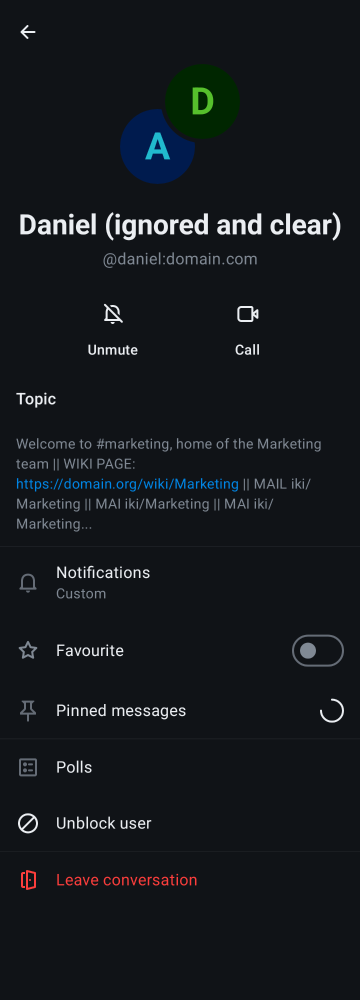 D
A
Daniel (ignored and clear)
@daniel:domain.com
Unmute
Call
Topic
Welcome to #marketing, home of the Marketing
team || WIKI PAGE:
https://domain.org/wiki/Marketing || MAIL iki/
Marketing || MAI iki/Marketing || MAI iki/
Marketing...
Notifications
Custom
Favourite
Pinned messages
Polls
Unblock user
Leave conversation